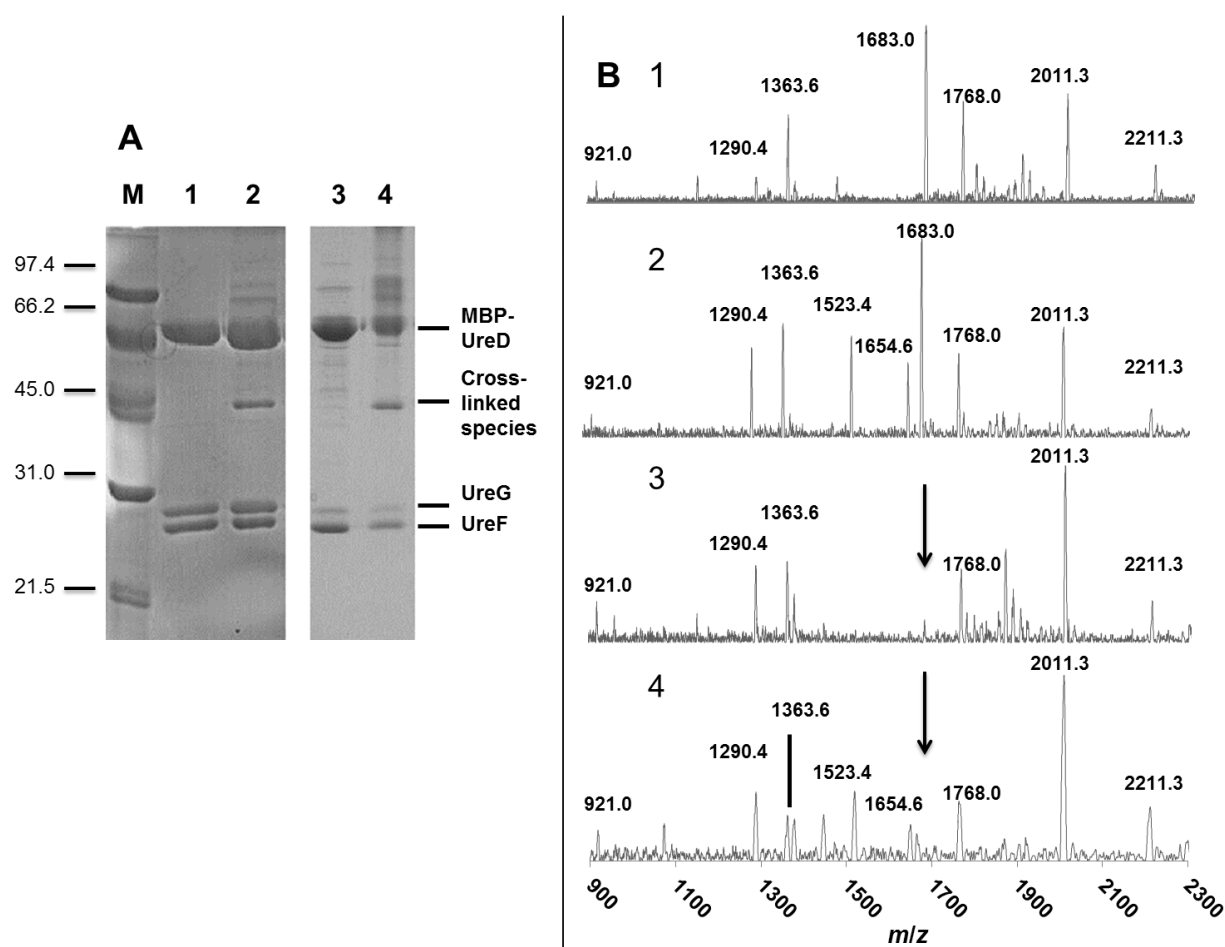 A
M 1 2 3 4
97.4
66.2
45.0
31.0
21.5
MBP-
UreD
Cross-
linked
species
UreG
UreF
B 1
921.0 1290.4 1363.6 1683.0 1768.0 2011.3 2211.3
2
921.0 1290.4 1363.6 1523.4 1654.6 1683.0 1768.0 2011.3 2211.3
3
921.0 1290.4 1363.6 1768.0 2011.3 2211.3
4
921.0 1290.4 1363.6 1523.4 1654.6 1768.0 2011.3 2211.3
900 1100 1300 1500 1700 1900 2100 2300
m/z